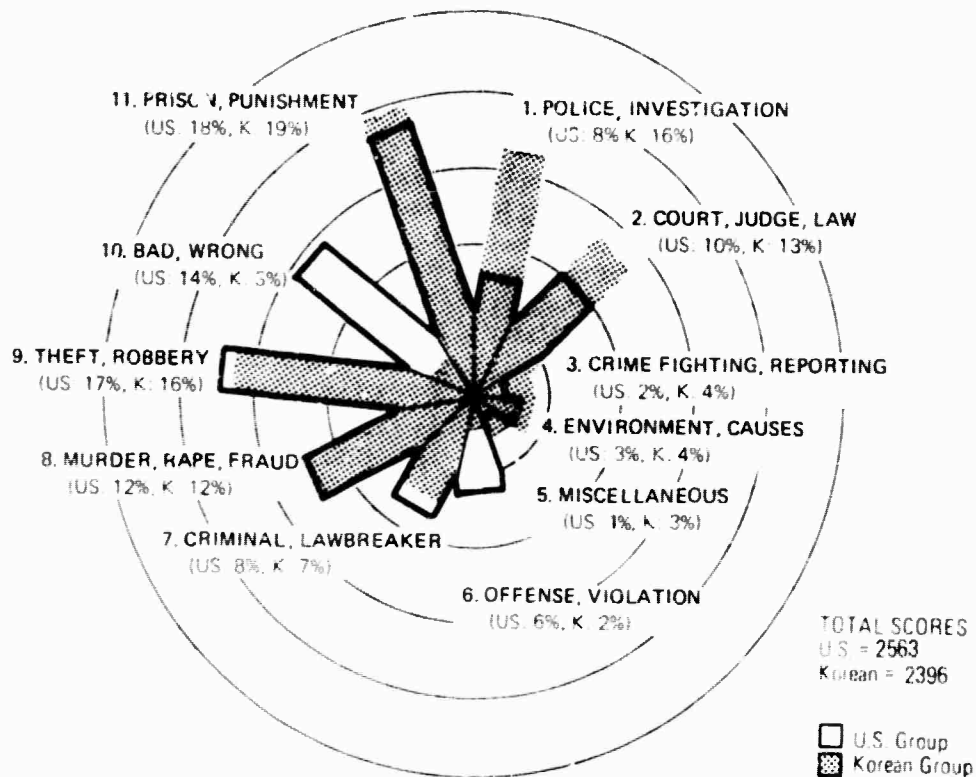 11. PRISON, PUNISHMENT
(US: 18%, K: 19%)
1. POLICE, INVESTIGATION
(US: 8% K: 16%)
2. COURT, JUDGE, LAW
(US: 10%, K: 13%)
10. BAD, WRONG
(US: 14%, K:
9. THEFT, ROBBERY
(US: 17%, K: 16%)
3. CRIME FIGHTING, REPORTING
(US: 2%, K: 4%)
4. ENVIRONMENT, CAUSES
(US: 3%, K: 4%)
8. MURDER, RAPE, FRAUD
(US: 12%, K: 12%)
5. MISCELLANEOUS
(US: 1%, K: 3%)
7. CRIMINAL, LAWBREAKER
(US: 8%, K: 7%)
6. OFFENSE, VIOLATION
(US: 6%, K: 2%)
TOTAL SCORES
U.S. = 2563
Korean = 2396
U.S. Group
Korean Group